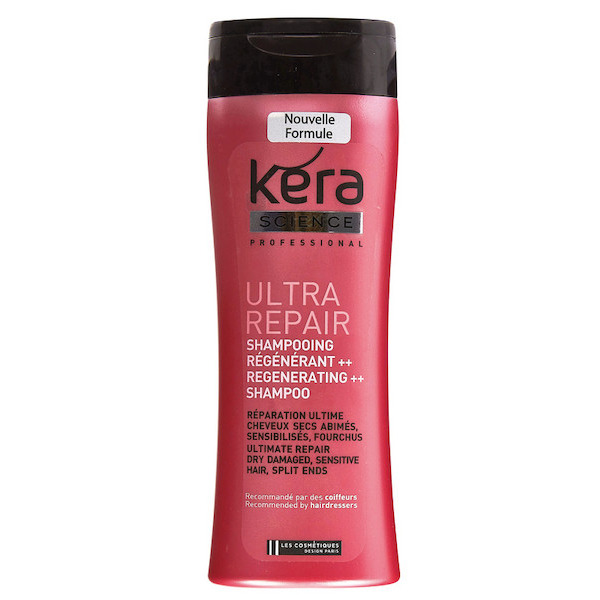 Nouvelle
Formule
kéra
SCIENCE
PROFESSIONAL
ULTRA
REPAIR
SHAMPOOING
RÉGÉNÉRANT ++
REGENERATING ++
SHAMPOO
RÉPARATION ULTIME
CHEVEUX SECS ABIMÉS,
SENSIBILISÉS, FOURCHUS
ULTIMATE REPAIR
DRY DAMAGED, SENSITIVE
HAIR, SPLIT ENDS
Recommandé par des coiffeurs
Recommended by hairdressers
LES COSMÉTIQUES
DESIGN PARIS